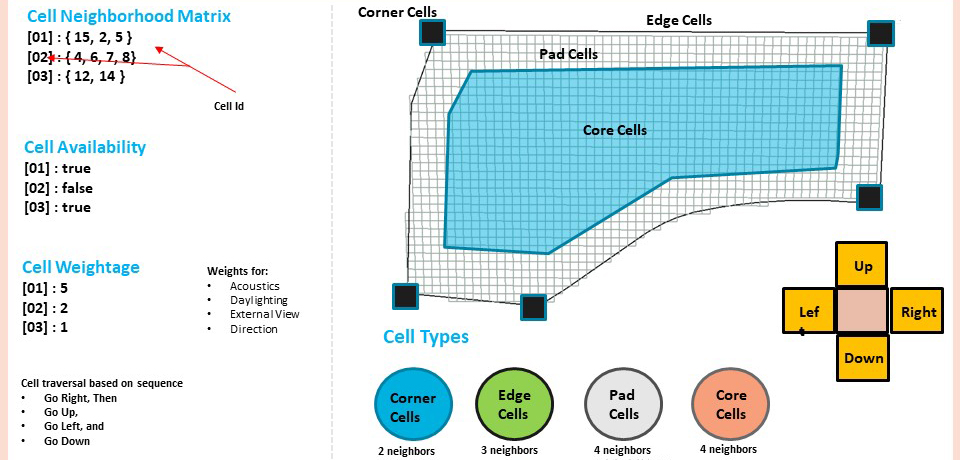 Cell Neighborhood Matrix
[01] : { 15, 2, 5 }
[02] : { 4, 6, 7, 8}
[03] : { 12, 14 }
Cell Id
Cell Availability
[01] : true
[02] : false
[03] : true
Cell Weightage
[01] : 5
[02] : 2
[03] : 1
Weights for:
• Acoustics
• Daylighting
• External View
• Direction
Cell traversal based on sequence
• Go Right, Then
• Go Up,
• Go Left, and
• Go Down
Corner Cells
Edge Cells
Pad Cells
Core Cells
Up
Lef
t
Right
Down
Cell Types
Corner
Cells
Edge
Cells
Pad
Cells
Core
Cells
2 neighbors
3 neighbors
4 neighbors
4 neighbors